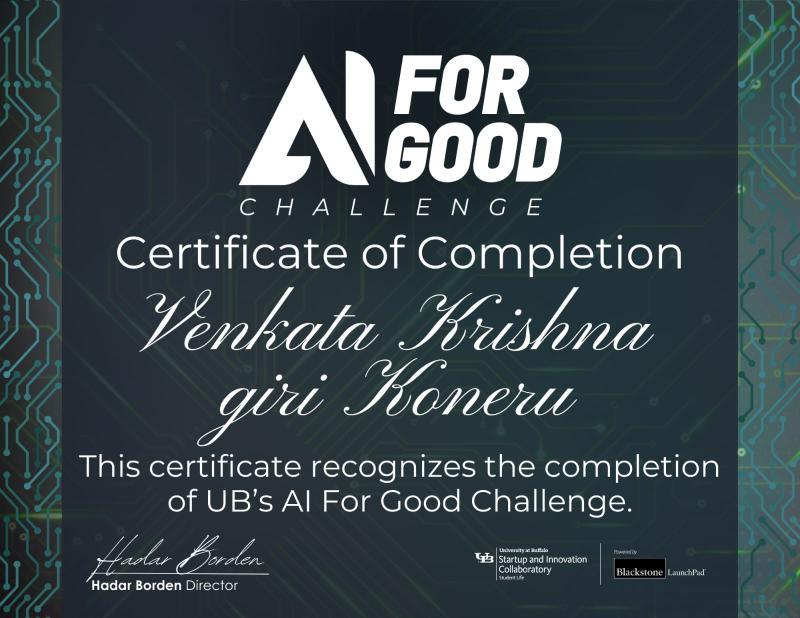 AI FOR
GOOD
CHALLENGE
Certificate of Completion
Venkata Krishna
giri Koneru
This certificate recognizes the completion
of UB's AI For Good Challenge.
Hadar Borden
Hadar Borden Director
UB
University at Buffalo
Startup and Innovation
Collaboratory
Student Life
Powered by
Blackstone LaunchPad